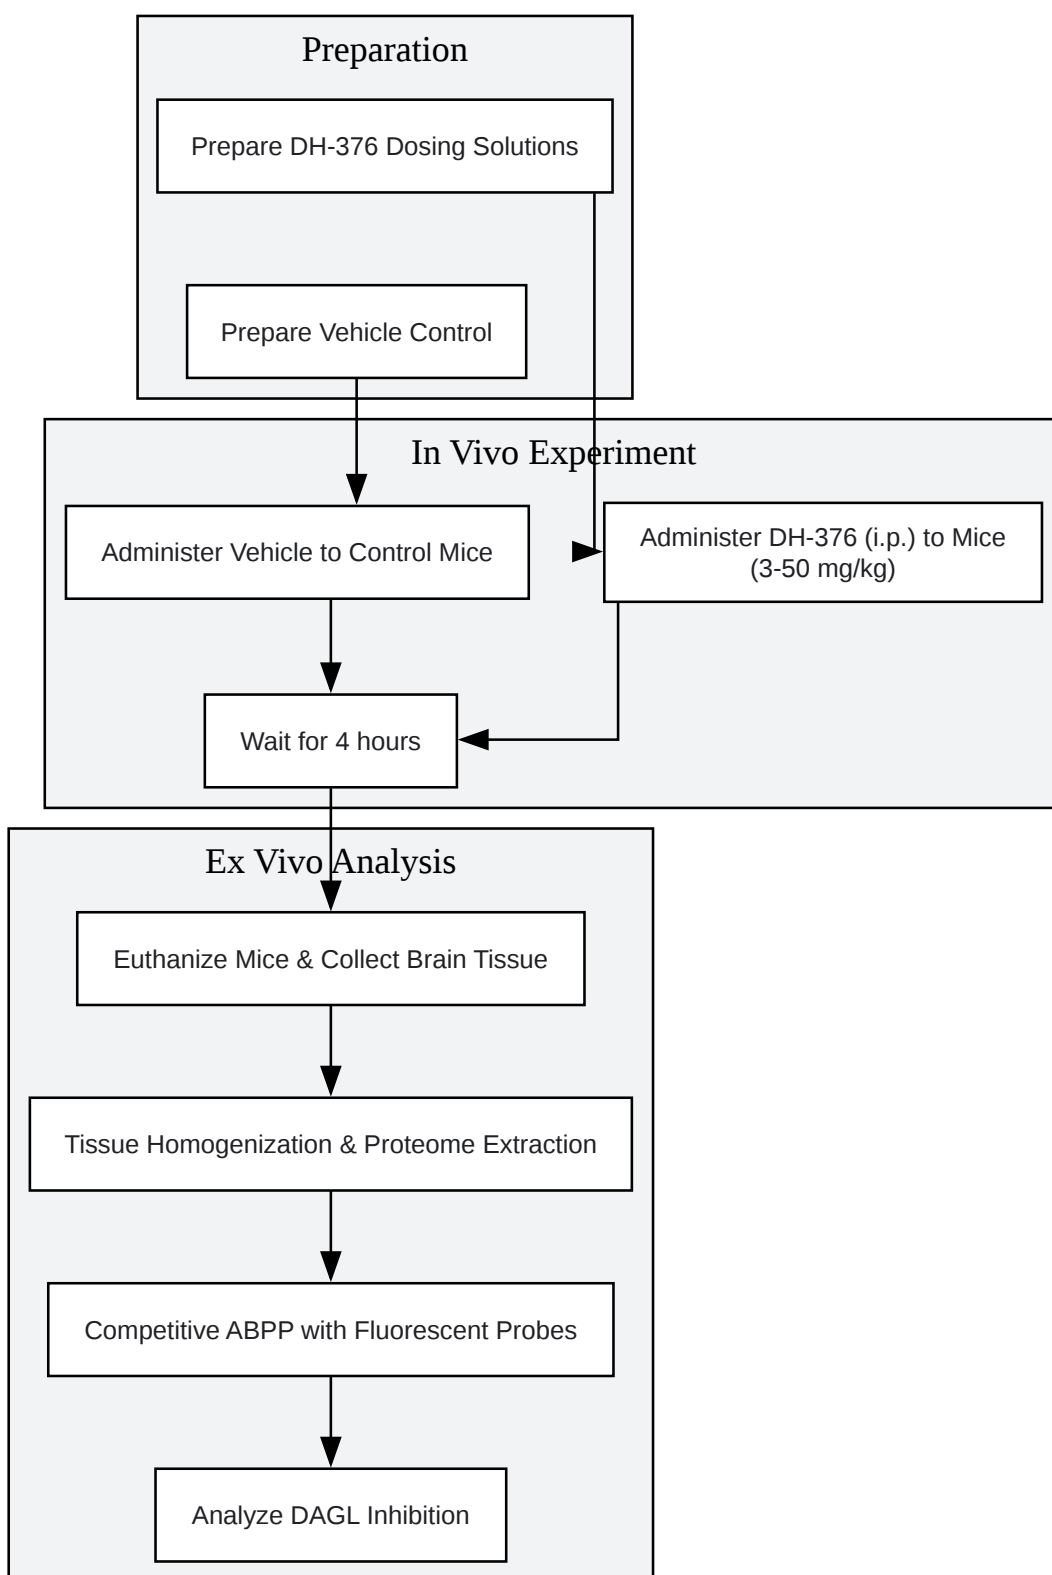 Preparation
Prepare DH-376 Dosing Solutions
Prepare Vehicle Control
In Vivo Experiment
Administer Vehicle to Control Mice
Administer DH-376 (i.p.) to Mice
(3-50 mg/kg)
Wait for 4 hours
Ex Vivo Analysis
Euthanize Mice & Collect Brain Tissue
Tissue Homogenization & Proteome Extraction
Competitive ABPP with Fluorescent Probes
Analyze DAGL Inhibition